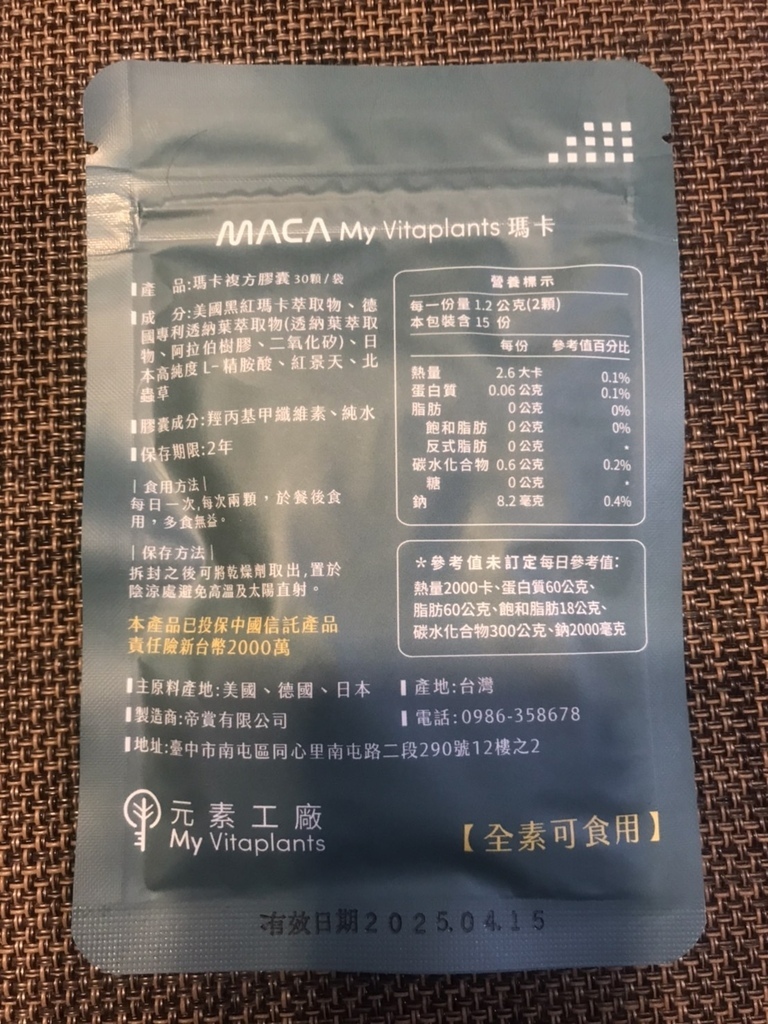 MACA My Vitaplants 瑪卡
產　品:瑪卡複方膠囊 30顆/袋
成　分:美國黑紅瑪卡萃取物、德
國專利透納葉萃取物(透納葉萃取
物、阿拉伯樹膠、二氧化矽)、日
本高純度 L-精胺酸、紅景天、北
蟲草
膠囊成分:羥丙基甲纖維素、純水
保存期限:2年
｜食用方法｜
每日一次,每次兩顆，於餐後食
用，多食無益。
｜保存方法｜
拆封之後可將乾燥劑取出,置於
陰涼處避免高溫及太陽直射。
本產品已投保中國信託產品
責任險新台幣2000萬
營養標示
每一份量 1.2 公克(2顆)
本包裝含 15 份
每份 參考值百分比
熱量 2.6 大卡 0.1%
蛋白質 0.06 公克 0.1%
脂肪 0 公克 0%
飽和脂肪 0 公克 0%
反式脂肪 0 公克 *
碳水化合物 0.6 公克 0.2%
糖 0 公克 *
鈉 8.2 毫克 0.4%
＊參考值未訂定每日參考值:
熱量2000卡、蛋白質60公克、
脂肪60公克、飽和脂肪18公克、
碳水化合物300公克、鈉2000毫克
主原料產地:美國、德國、日本
產地:台灣
製造商:帝賞有限公司
電話:0986-358678
地址:臺中市南屯區同心里南屯路二段290號12樓之2
元素工廠
My Vitaplants
【全素可食用】
有效日期2025.04.15